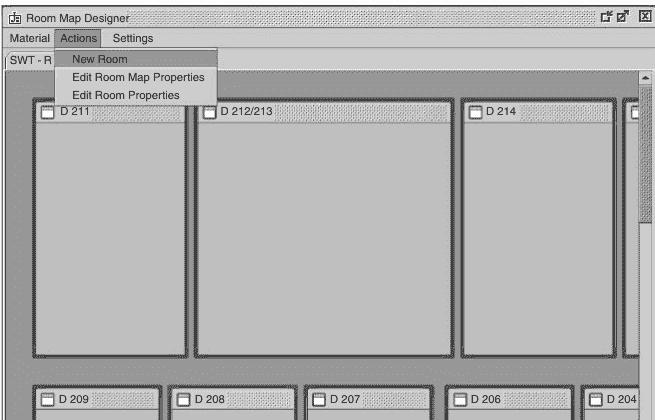 Room Map Designer
Material Actions Settings
SWT - R
New Room
Edit Room Map Properties
Edit Room Properties
D 211 D 212/213 D 214
D 209 D 208 D 207 D 206 D 204